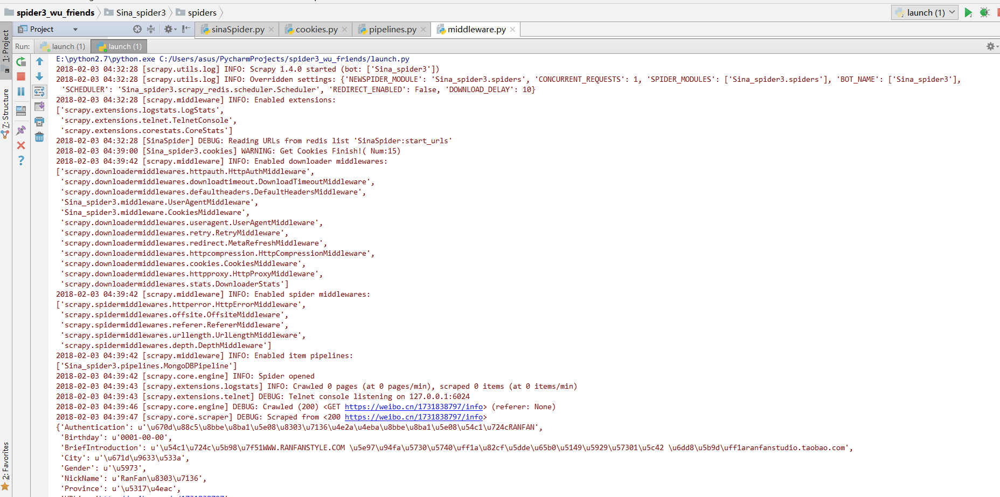 spider3_wu_friends Sina_spider3 spiders launch (1)
Project sinaSpider.py cookies.py pipelines.py middleware.py
1: Project
Z: Structure
2: Favorites
Run: launch (1) launch (1)
E:\python2.7\python.exe C:/Users/asus/PycharmProjects/spider3_wu_friends/launch.py
2018-02-03 04:32:28 [scrapy.utils.log] INFO: Scrapy 1.4.0 started (bot: ['Sina_spider3'])
2018-02-03 04:32:28 [scrapy.utils.log] INFO: Overridden settings: {'NEWSPIDER_MODULE': 'Sina_spider3.spiders', 'CONCURRENT_REQUESTS': 1, 'SPIDER_MODULES': ['Sina_spider3.spiders'], 'BOT_NAME': ['Sina_spider3'],
'SCHEDULER': 'Sina_spider3.scrapy_redis.scheduler.Scheduler', 'REDIRECT_ENABLED': False, 'DOWNLOAD_DELAY': 10}
2018-02-03 04:32:28 [scrapy.middleware] INFO: Enabled extensions:
['scrapy.extensions.logstats.LogStats',
'scrapy.extensions.telnet.TelnetConsole',
'scrapy.extensions.corestats.CoreStats']
2018-02-03 04:32:28 [SinaSpider] DEBUG: Reading URLs from redis list 'SinaSpider:start_urls'
2018-02-03 04:39:00 [Sina_spider3.cookies] WARNING: Get Cookies Finish!( Num:15)
2018-02-03 04:39:42 [scrapy.middleware] INFO: Enabled downloader middlewares:
['scrapy.downloadermiddlewares.httpauth.HttpAuthMiddleware',
'scrapy.downloadermiddlewares.downloadtimeout.DownloadTimeoutMiddleware',
'scrapy.downloadermiddlewares.defaultheaders.DefaultHeadersMiddleware',
'Sina_spider3.middleware.UserAgentMiddleware',
'Sina_spider3.middleware.CookiesMiddleware',
'scrapy.downloadermiddlewares.useragent.UserAgentMiddleware',
'scrapy.downloadermiddlewares.retry.RetryMiddleware',
'scrapy.downloadermiddlewares.redirect.MetaRefreshMiddleware',
'scrapy.downloadermiddlewares.httpcompression.HttpCompressionMiddleware',
'scrapy.downloadermiddlewares.cookies.CookiesMiddleware',
'scrapy.downloadermiddlewares.httpproxy.HttpProxyMiddleware',
'scrapy.downloadermiddlewares.stats.DownloaderStats']
2018-02-03 04:39:42 [scrapy.middleware] INFO: Enabled spider middlewares:
['scrapy.spidermiddlewares.httperror.HttpErrorMiddleware',
'scrapy.spidermiddlewares.offsite.OffsiteMiddleware',
'scrapy.spidermiddlewares.referer.RefererMiddleware',
'scrapy.spidermiddlewares.urllength.UrlLengthMiddleware',
'scrapy.spidermiddlewares.depth.DepthMiddleware']
2018-02-03 04:39:42 [scrapy.middleware] INFO: Enabled item pipelines:
['Sina_spider3.pipelines.MongoDBPipeline']
2018-02-03 04:39:42 [scrapy.core.engine] INFO: Spider opened
2018-02-03 04:39:43 [scrapy.extensions.logstats] INFO: Crawled 0 pages (at 0 pages/min), scraped 0 items (at 0 items/min)
2018-02-03 04:39:43 [scrapy.extensions.telnet] DEBUG: Telnet console listening on 127.0.0.1:6024
2018-02-03 04:39:46 [scrapy.core.engine] DEBUG: Crawled (200) <GET https://weibo.cn/1731838797/info> (referer: None)
2018-02-03 04:39:47 [scrapy.core.scraper] DEBUG: Scraped from <200 https://weibo.cn/1731838797/info>
{'Authentication': u'\u670d\u88c5\u8bbe\u8ba1\u5e08\u8303\u7136\u4e2a\u4eba\u8bbe\u8ba1\u5e08\u54c1\u724cRANFAN',
'Birthday': u'0001-00-00',
'BriefIntroduction': u'\u54c1\u724c\u5b98\u7f51WWW.RANFANSTYLE.COM \u5e97\u94fa\u5730\u5740\uff1a\u82cf\u5dde\u65b0\u5149\u5929\u57301\u5c42 \u6dd8\u5b9d\uff1aranfanstudio.taobao.com',
'City': u'\u671d\u9633\u533a',
'Gender': u'\u5973',
'NickName': u'RanFan\u8303\u7136',
'Province': u'\u5317\u4eac',